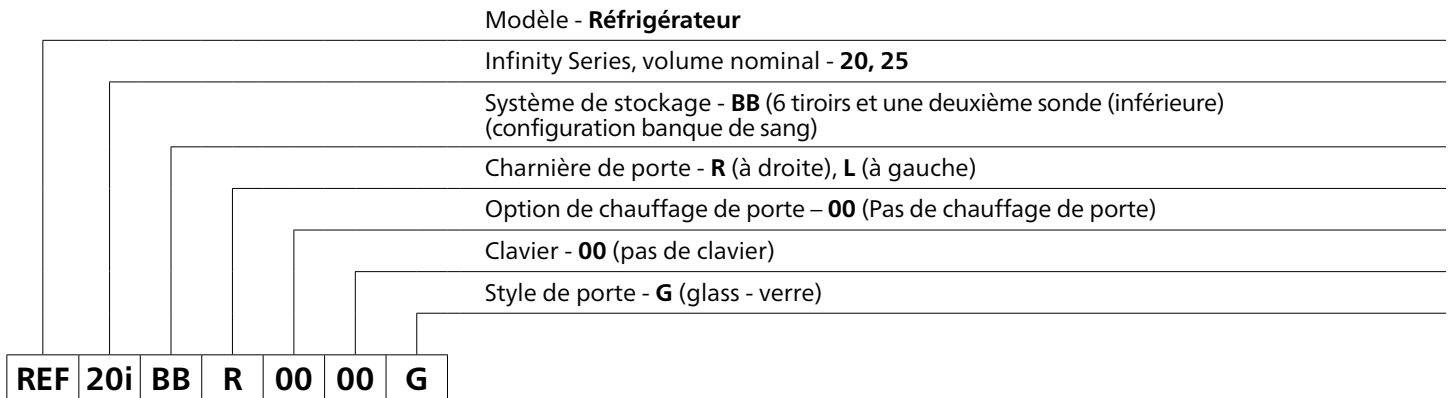 Modèle - Réfrigérateur
Infinity Series, volume nominal - 20, 25
Système de stockage - BB (6 tiroirs et une deuxième sonde (inférieure)
(configuration banque de sang)
Charnière de porte - R (à droite), L (à gauche)
Option de chauffage de porte – 00 (Pas de chauffage de porte)
Clavier - 00 (pas de clavier)
Style de porte - G (glass - verre)
REF 20i BB R 00 00 G